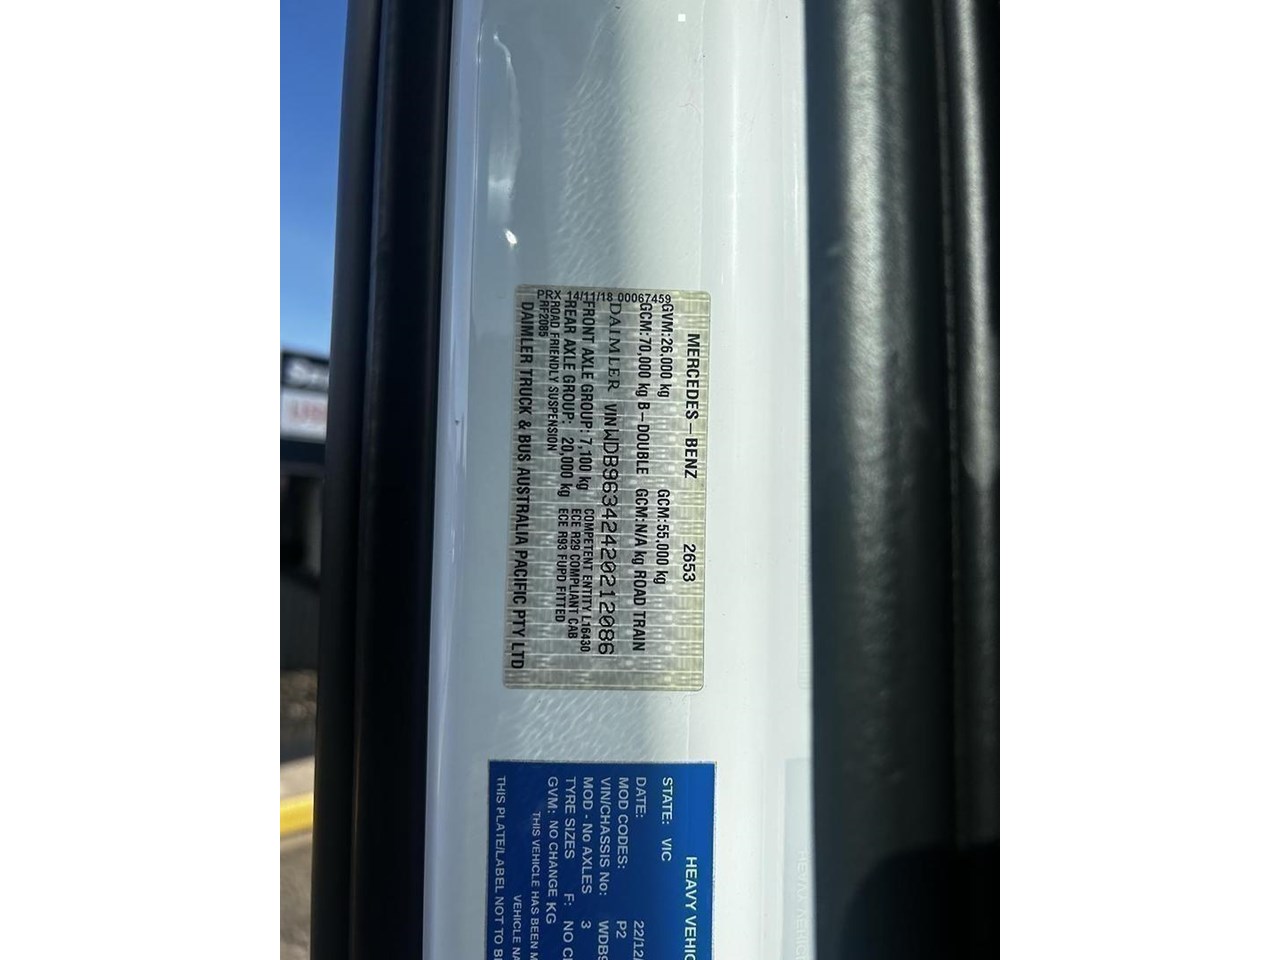 MERCEDES-BENZ 2653
GVM:26,000 kg GCM:55,000 kg
GCM:70,000 kg B-DOUBLE GCM:N/A kg ROAD TRAIN
DAIMLER VIN WDB96342420212086
FRONT AXLE GROUP: 7,100 kg COMPETENT ENTITY L16430
REAR AXLE GROUP: 20,000 kg ECE R29 COMPLIANT CAB
ROAD FRIENDLY SUSPENSION ECE R93 FUPD FITTED
RF2085
DAIMLER TRUCK & BUS AUSTRALIA PACIFIC PTY LTD
14/11/18 00067459
HEAVY VEHIC
STATE: VIC
DATE: 22/12/
MOD CODES: P2
VIN/CHASSIS No: WDB9
MOD - No AXLES 3
TYRE SIZES F: NO C
GVM: NO CHANGE KG
THIS VEHICLE HAS BEEN M
VEHICLE NA
THIS PLATE/LABEL NOT TO B